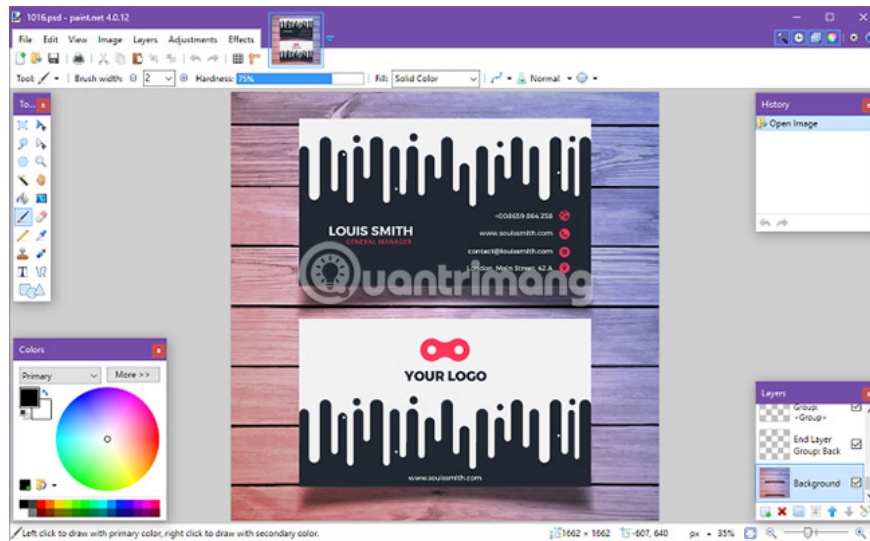 1016.psd - paint.net 4.0.12
File Edit View Image Layers Adjustments Effects
Tool: Brush width: 2 Hardness: 75% Fill: Solid Color Normal
To...
History
Open Image
+008659 864 258
www.souissmith.com
contact@louissmith.com
London, Main Street, 42.A
LOUIS SMITH
GENERAL MANAGER
Quantrimang
YOUR LOGO
www.souissmith.com
Colors
Primary
More >>
Layers
Group:
<Group>
End Layer
Group: Back
Background
Left click to draw with primary color, right click to draw with secondary color.
1662 × 1662 -607, 640 px 35%